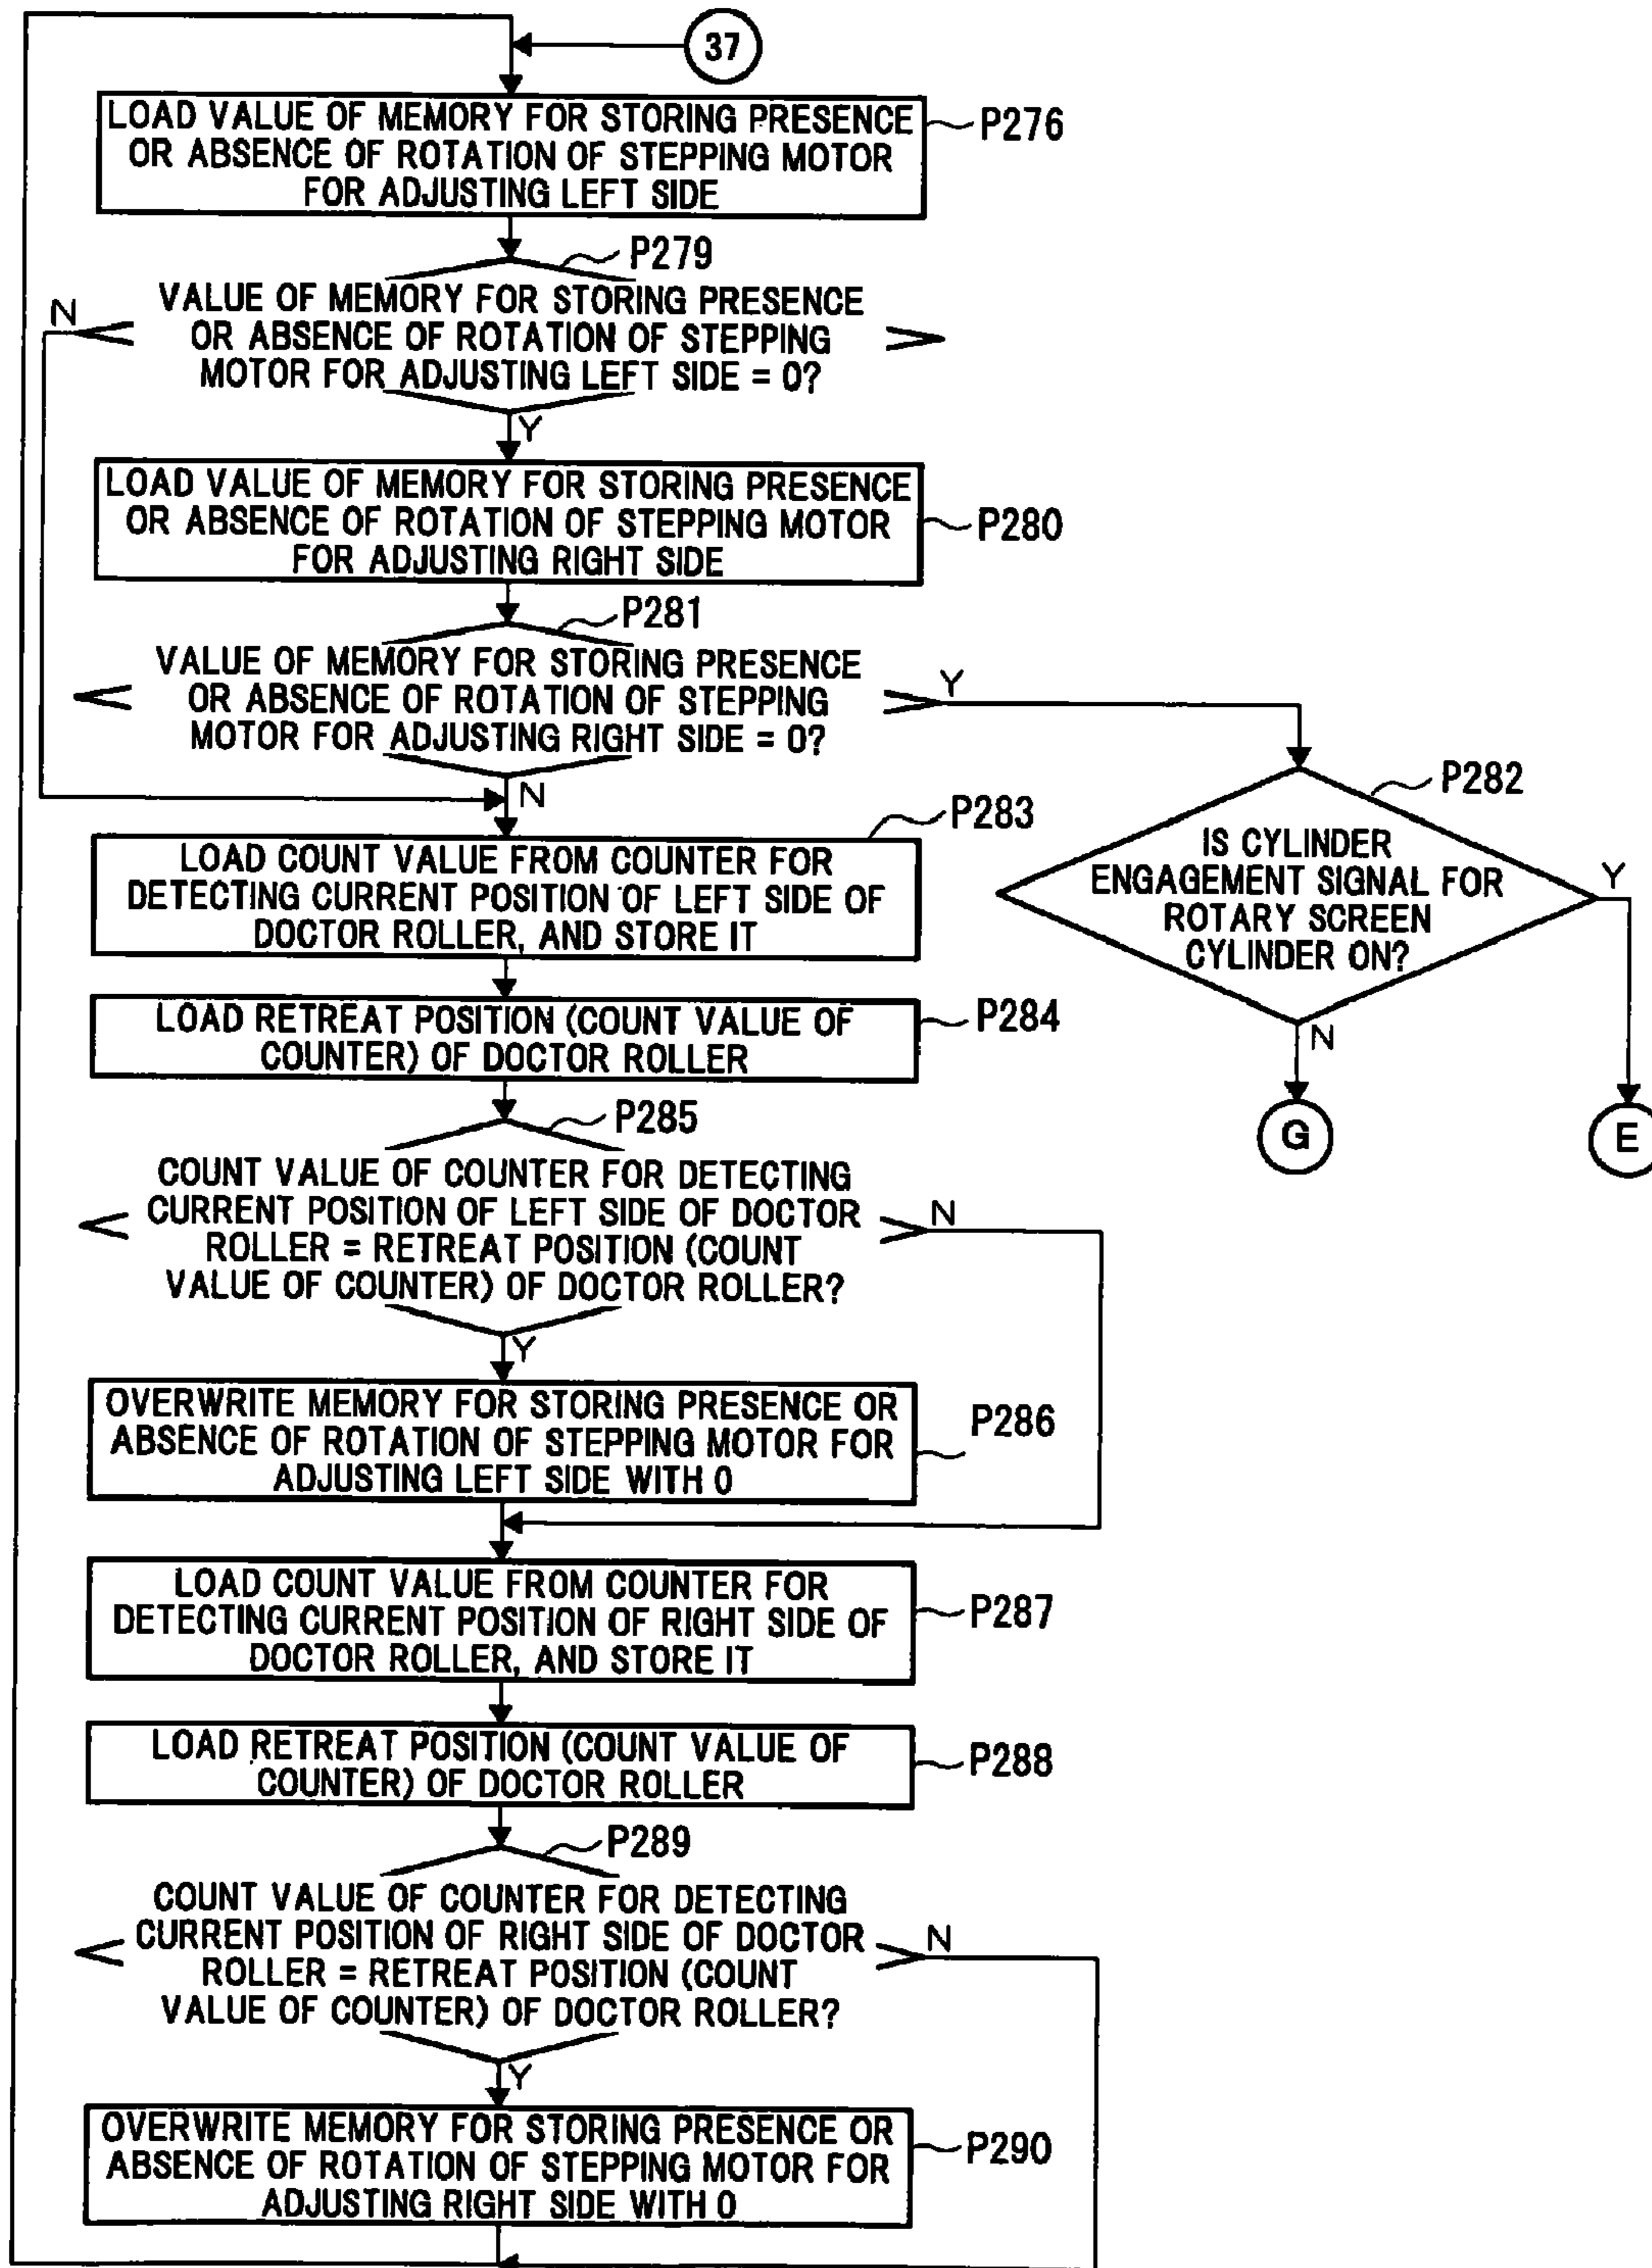 37
LOAD VALUE OF MEMORY FOR STORING PRESENCE
OR ABSENCE OF ROTATION OF STEPPING MOTOR
FOR ADJUSTING LEFT SIDE
P276
P279
N
VALUE OF MEMORY FOR STORING PRESENCE
OR ABSENCE OF ROTATION OF STEPPING
MOTOR FOR ADJUSTING LEFT SIDE = 0?
Y
LOAD VALUE OF MEMORY FOR STORING PRESENCE
OR ABSENCE OF ROTATION OF STEPPING MOTOR
FOR ADJUSTING RIGHT SIDE
P280
P281
VALUE OF MEMORY FOR STORING PRESENCE
OR ABSENCE OF ROTATION OF STEPPING
MOTOR FOR ADJUSTING RIGHT SIDE = 0?
Y
N
P282
IS CYLINDER
ENGAGEMENT SIGNAL FOR
ROTARY SCREEN
CYLINDER ON?
Y
N
G
E
P283
LOAD COUNT VALUE FROM COUNTER FOR
DETECTING CURRENT POSITION OF LEFT SIDE OF
DOCTOR ROLLER, AND STORE IT
LOAD RETREAT POSITION (COUNT VALUE OF
COUNTER) OF DOCTOR ROLLER
P284
P285
COUNT VALUE OF COUNTER FOR DETECTING
CURRENT POSITION OF LEFT SIDE OF DOCTOR
ROLLER = RETREAT POSITION (COUNT
VALUE OF COUNTER) OF DOCTOR ROLLER?
N
Y
OVERWRITE MEMORY FOR STORING PRESENCE OR
ABSENCE OF ROTATION OF STEPPING MOTOR FOR
ADJUSTING LEFT SIDE WITH 0
P286
LOAD COUNT VALUE FROM COUNTER FOR
DETECTING CURRENT POSITION OF RIGHT SIDE OF
DOCTOR ROLLER, AND STORE IT
P287
LOAD RETREAT POSITION (COUNT VALUE OF
COUNTER) OF DOCTOR ROLLER
P288
P289
COUNT VALUE OF COUNTER FOR DETECTING
CURRENT POSITION OF RIGHT SIDE OF DOCTOR
ROLLER = RETREAT POSITION (COUNT
VALUE OF COUNTER) OF DOCTOR ROLLER?
N
Y
OVERWRITE MEMORY FOR STORING PRESENCE OR
ABSENCE OF ROTATION OF STEPPING MOTOR FOR
ADJUSTING RIGHT SIDE WITH 0
P290